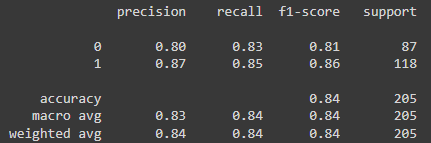 precision recall f1-score support
0 0.80 0.83 0.81 87
1 0.87 0.85 0.86 118
accuracy 0.84 205
macro avg 0.83 0.84 0.84 205
weighted avg 0.84 0.84 0.84 205